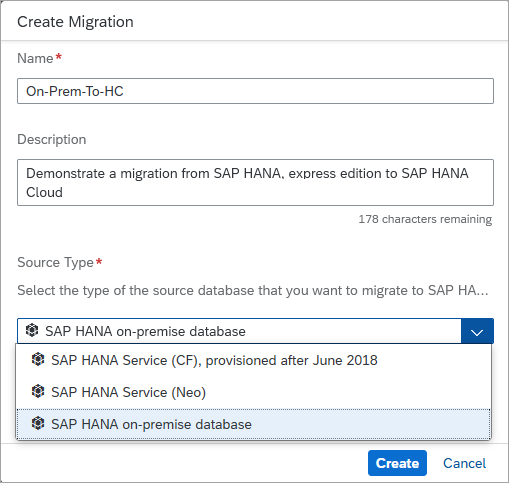 Create Migration
Name*
On-Prem-To-HC
Description
Demonstrate a migration from SAP HANA, express edition to SAP HANA
Cloud
178 characters remaining
Source Type*
Select the type of the source database that you want to migrate to SAP HA...
SAP HANA on-premise database
SAP HANA Service (CF), provisioned after June 2018
SAP HANA Service (Neo)
SAP HANA on-premise database
Create Cancel